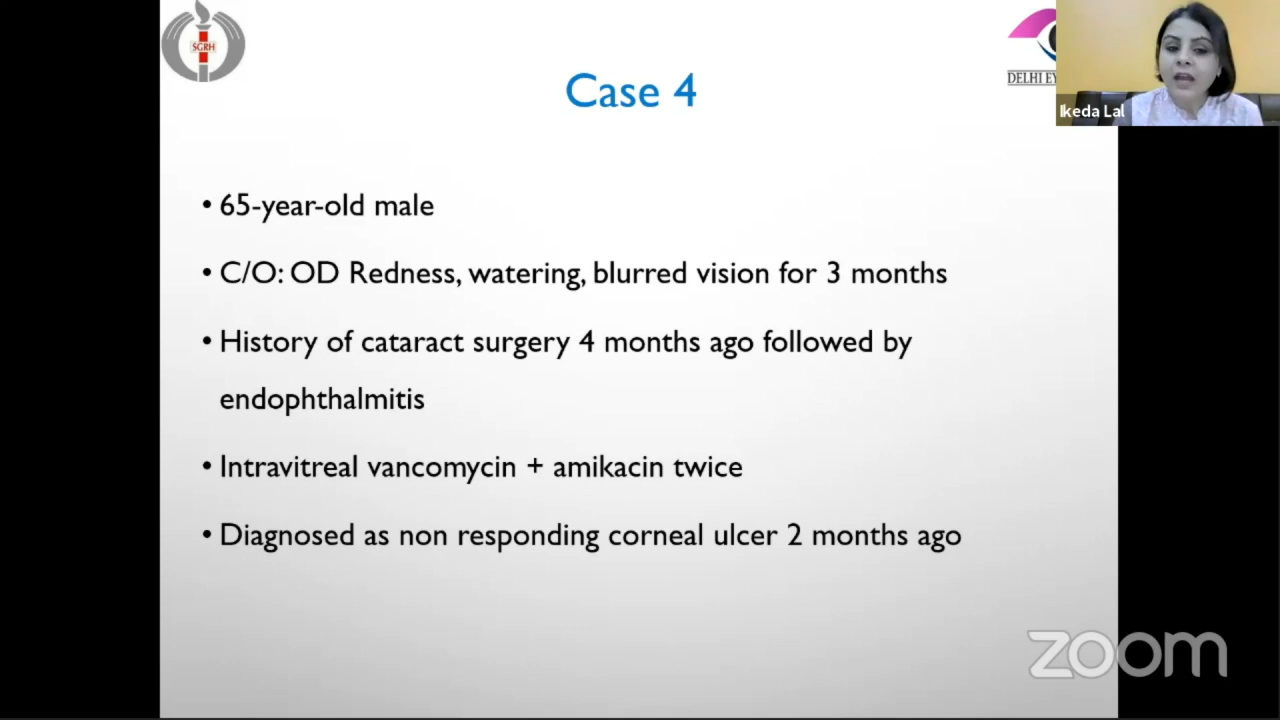 SGRH
DELHI EY
Ikeda Lal
Case 4
• 65-year-old male
• C/O: OD Redness, watering, blurred vision for 3 months
• History of cataract surgery 4 months ago followed by
endophthalmitis
• Intravitreal vancomycin + amikacin twice
• Diagnosed as non responding corneal ulcer 2 months ago
zoom